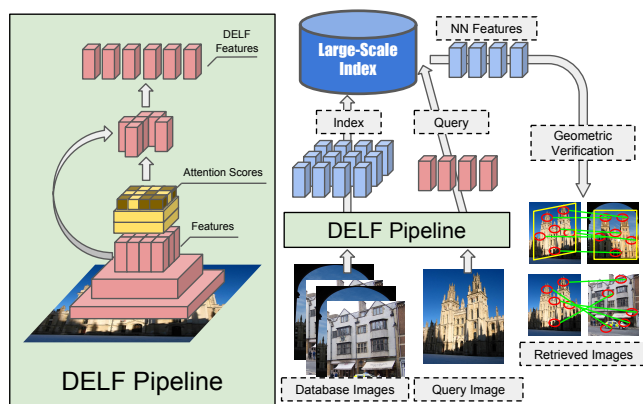 DELF
Features
Attention Scores
Features
DELF Pipeline
Large-Scale
Index
NN Features
Index
Query
Geometric
Verification
DELF Pipeline
Database Images
Query Image
Retrieved Images